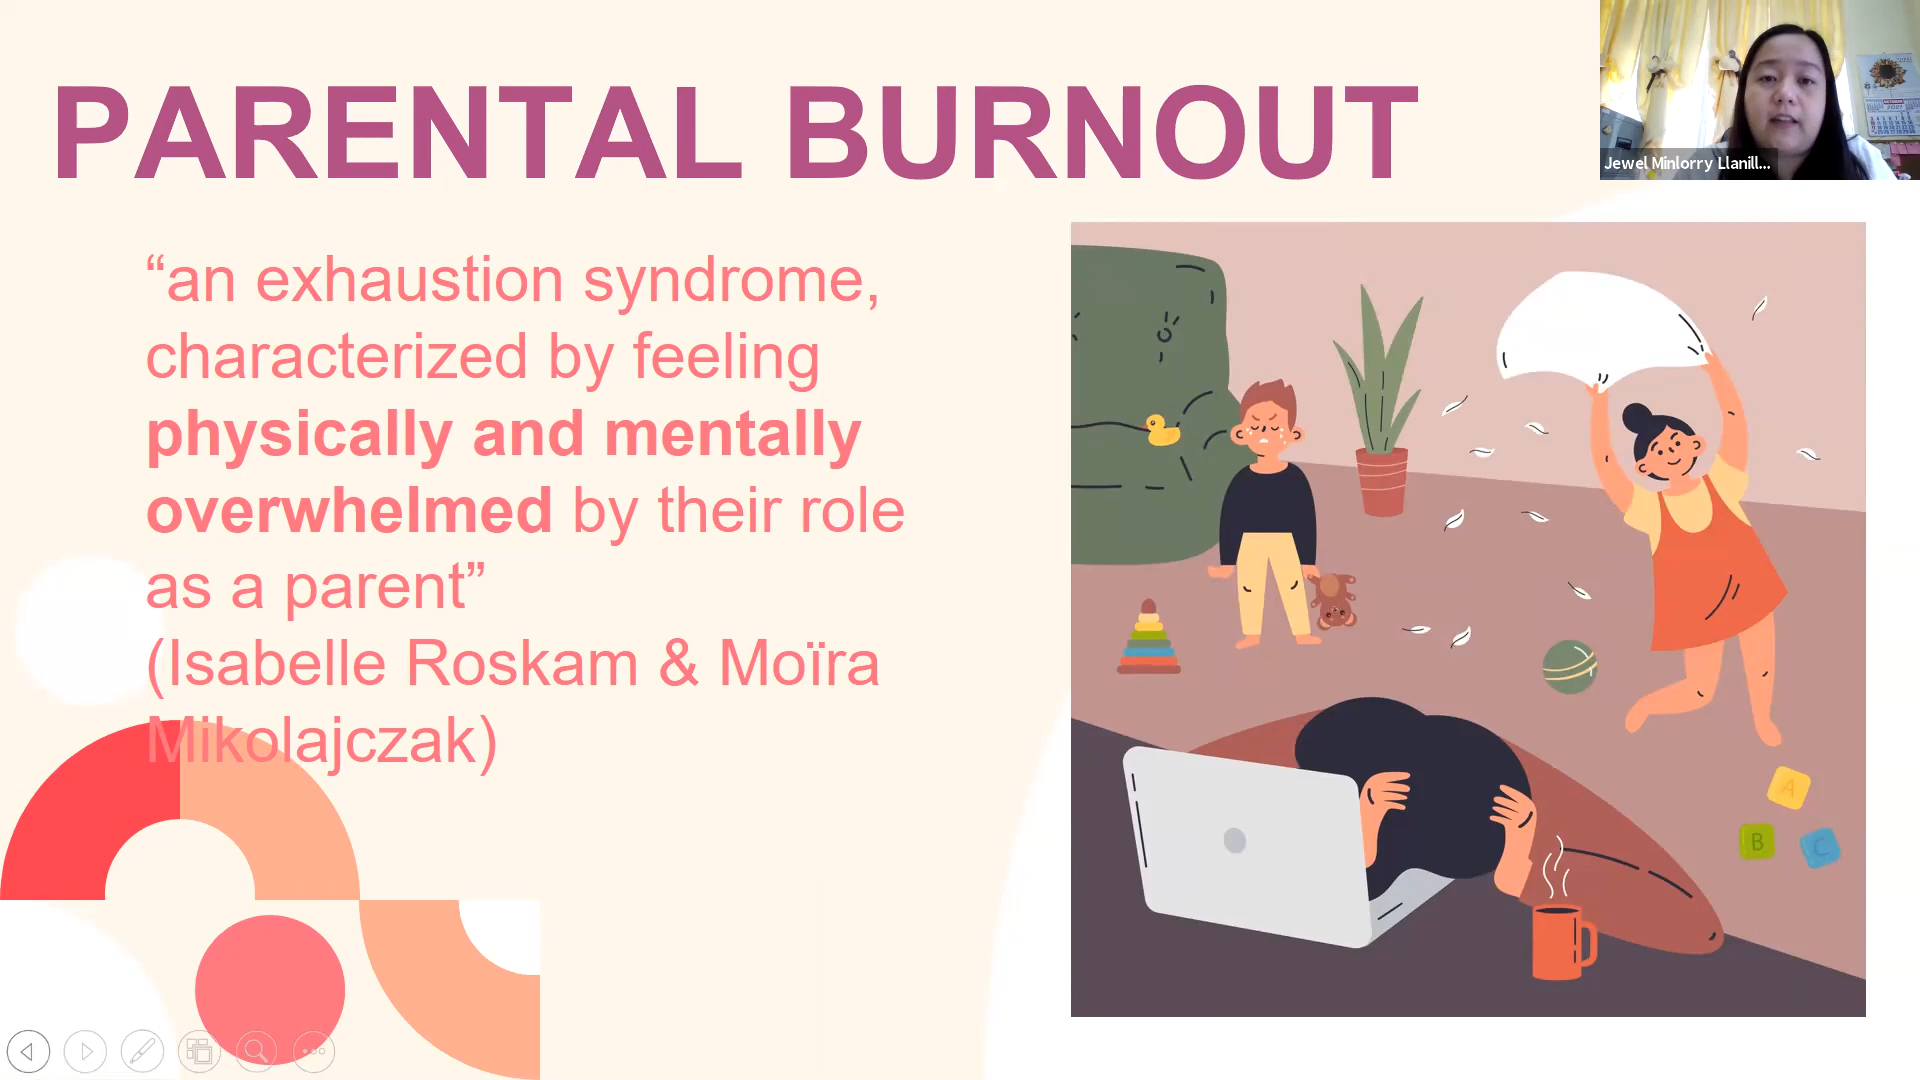 PARENTAL BURNOUT
“an exhaustion syndrome,
characterized by feeling
physically and mentally
overwhelmed by their role
as a parent”
(Isabelle Roskam & Moïra
Mikolajczak)
Jewel Minlorry Llanill...
A
B
C